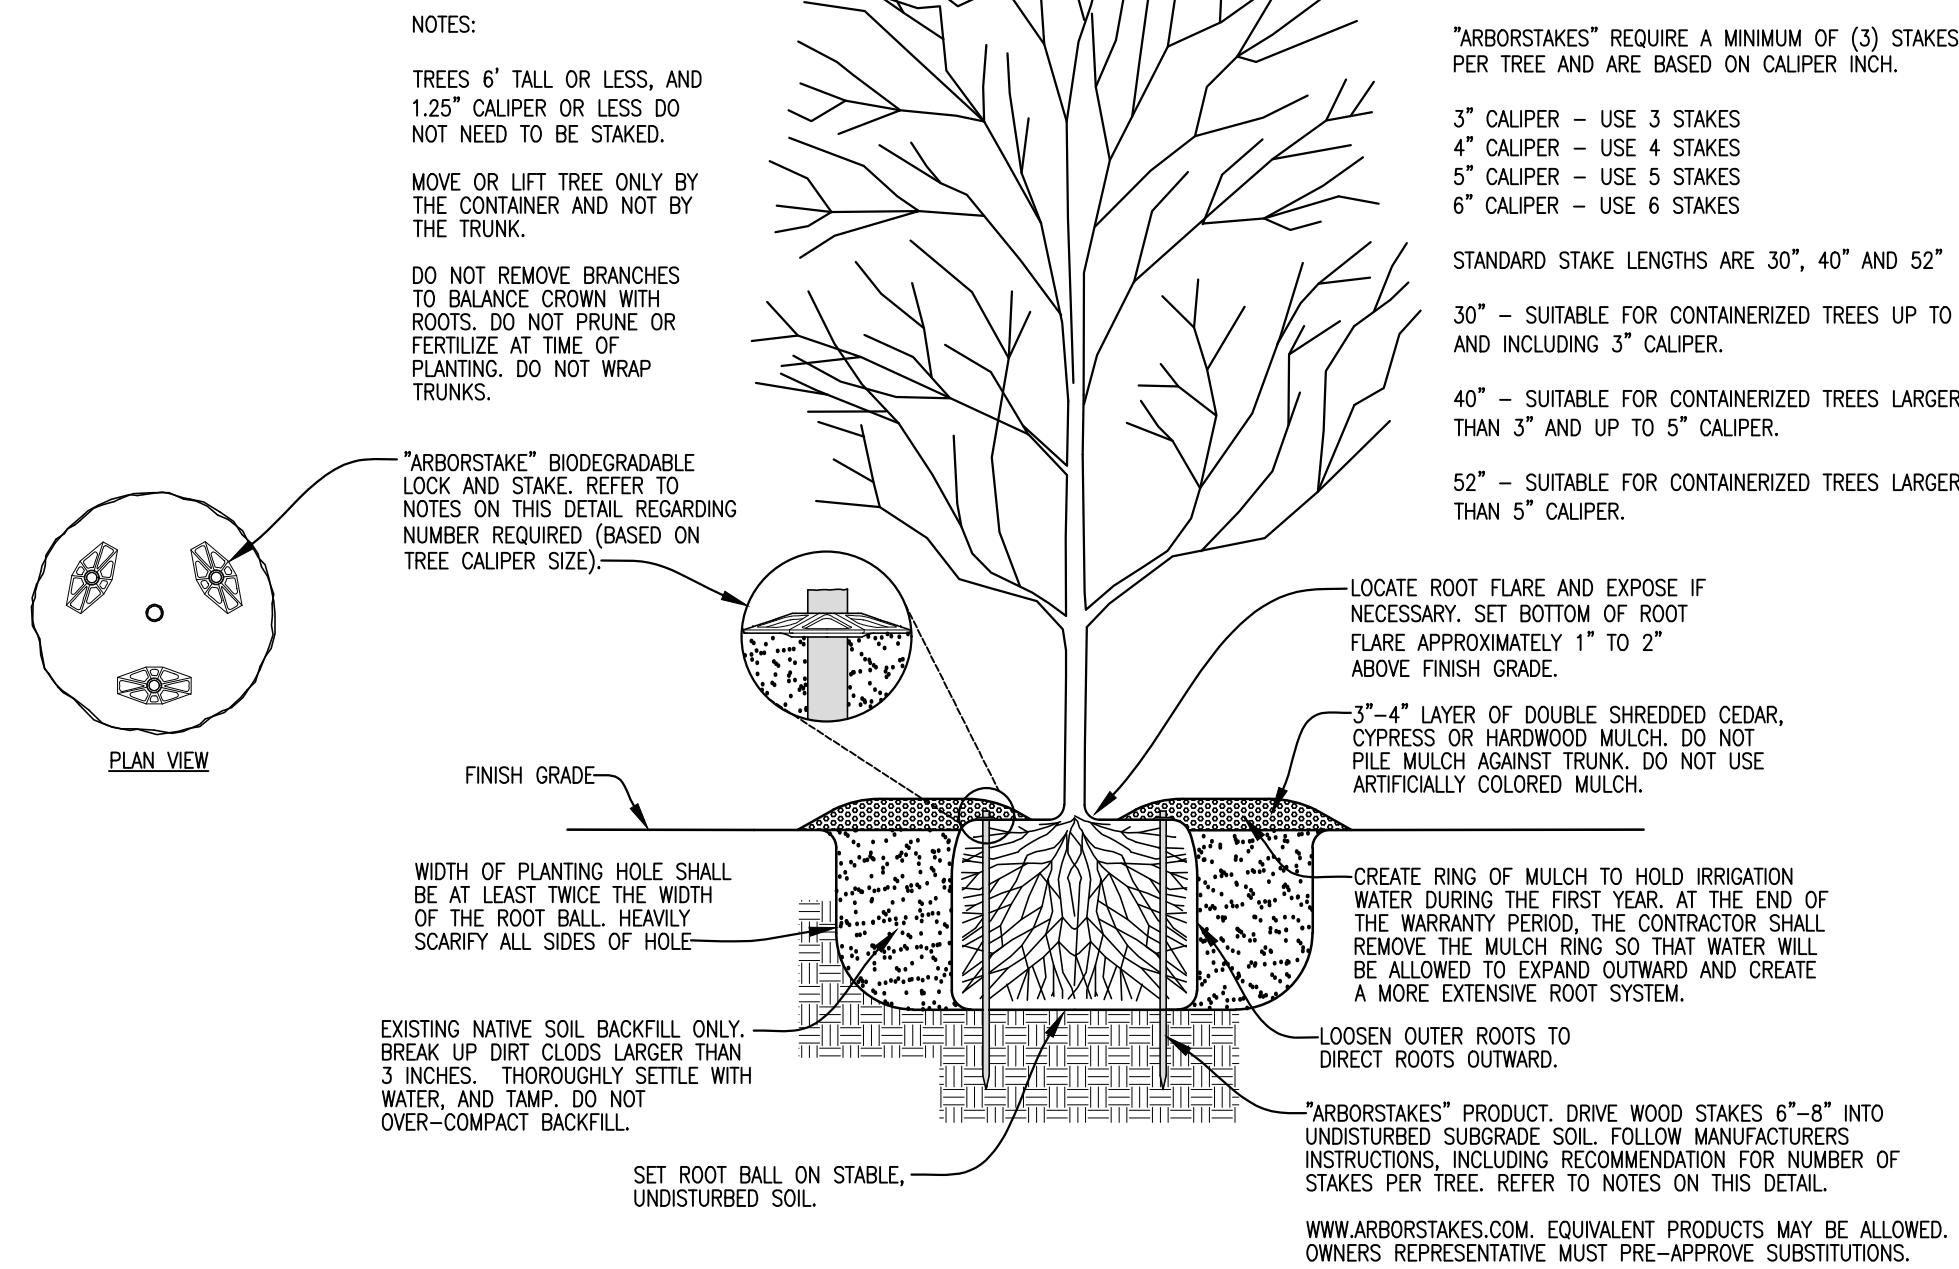 NOTES:
TREES 6' TALL OR LESS, AND
1.25" CALIPER OR LESS DO
NOT NEED TO BE STAKED.
MOVE OR LIFT TREE ONLY BY
THE CONTAINER AND NOT BY
THE TRUNK.
DO NOT REMOVE BRANCHES
TO BALANCE CROWN WITH
ROOTS. DO NOT PRUNE OR
FERTILIZE AT TIME OF
PLANTING. DO NOT WRAP
TRUNKS.
"ARBORSTAKE" BIODEGRADABLE
LOCK AND STAKE. REFER TO
NOTES ON THIS DETAIL REGARDING
NUMBER REQUIRED (BASED ON
TREE CALIPER SIZE).
PLAN VIEW
FINISH GRADE
WIDTH OF PLANTING HOLE SHALL
BE AT LEAST TWICE THE WIDTH
OF THE ROOT BALL. HEAVILY
SCARIFY ALL SIDES OF HOLE
EXISTING NATIVE SOIL BACKFILL ONLY.
BREAK UP DIRT CLODS LARGER THAN
3 INCHES.  THOROUGHLY SETTLE WITH
WATER, AND TAMP. DO NOT
OVER-COMPACT BACKFILL.
SET ROOT BALL ON STABLE,
UNDISTURBED SOIL.
"ARBORSTAKES" REQUIRE A MINIMUM OF (3) STAKES
PER TREE AND ARE BASED ON CALIPER INCH.
3" CALIPER - USE 3 STAKES
4" CALIPER - USE 4 STAKES
5" CALIPER - USE 5 STAKES
6" CALIPER - USE 6 STAKES
STANDARD STAKE LENGTHS ARE 30", 40" AND 52"
30" - SUITABLE FOR CONTAINERIZED TREES UP TO
AND INCLUDING 3" CALIPER.
40" - SUITABLE FOR CONTAINERIZED TREES LARGER
THAN 3" AND UP TO 5" CALIPER.
52" - SUITABLE FOR CONTAINERIZED TREES LARGER
THAN 5" CALIPER.
LOCATE ROOT FLARE AND EXPOSE IF
NECESSARY. SET BOTTOM OF ROOT
FLARE APPROXIMATELY 1" TO 2"
ABOVE FINISH GRADE.
3"-4" LAYER OF DOUBLE SHREDDED CEDAR,
CYPRESS OR HARDWOOD MULCH. DO NOT
PILE MULCH AGAINST TRUNK. DO NOT USE
ARTIFICIALLY COLORED MULCH.
CREATE RING OF MULCH TO HOLD IRRIGATION
WATER DURING THE FIRST YEAR. AT THE END OF
THE WARRANTY PERIOD, THE CONTRACTOR SHALL
REMOVE THE MULCH RING SO THAT WATER WILL
BE ALLOWED TO EXPAND OUTWARD AND CREATE
A MORE EXTENSIVE ROOT SYSTEM.
LOOSEN OUTER ROOTS TO
DIRECT ROOTS OUTWARD.
"ARBORSTAKES" PRODUCT. DRIVE WOOD STAKES 6"-8" INTO
UNDISTURBED SUBGRADE SOIL. FOLLOW MANUFACTURERS
INSTRUCTIONS, INCLUDING RECOMMENDATION FOR NUMBER OF
STAKES PER TREE. REFER TO NOTES ON THIS DETAIL.
WWW.ARBORSTAKES.COM. EQUIVALENT PRODUCTS MAY BE ALLOWED.
OWNERS REPRESENTATIVE MUST PRE-APPROVE SUBSTITUTIONS.